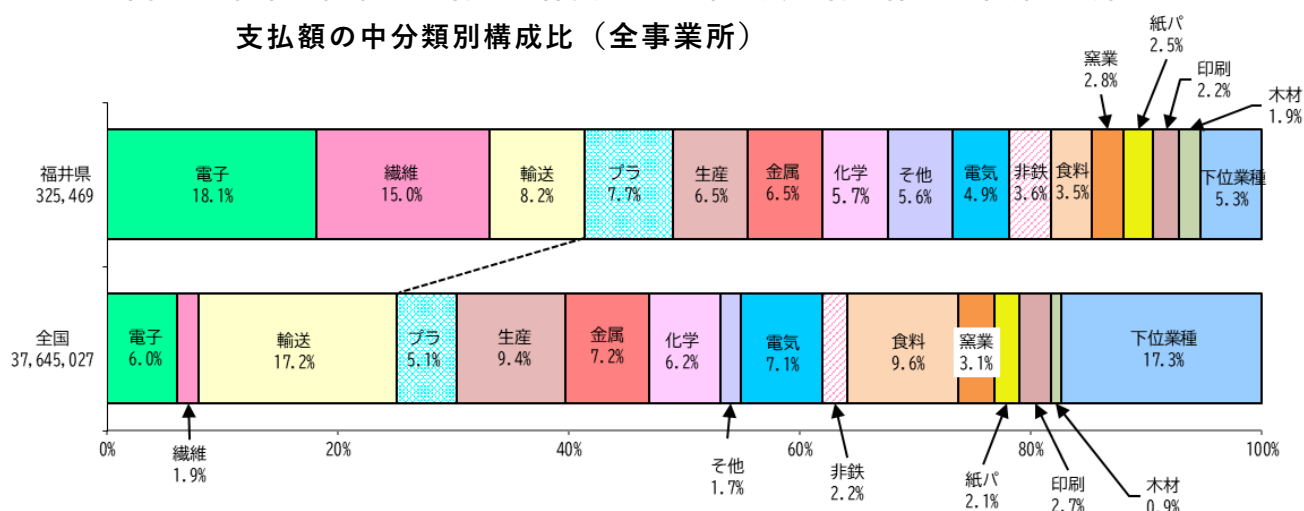 支払額の中分類別構成比（全事業所）
紙パ
2.5%
窯業
2.8%
印刷
2.2%
木材
1.9%
福井県
325,469
電子
18.1%
繊維
15.0%
輸送
8.2%
プラ
7.7%
生産
6.5%
金属
6.5%
化学
5.7%
その他
5.6%
電気
4.9%
非鉄
3.6%
食料
3.5%
下位業種
5.3%
全国
37,645,027
電子
6.0%
輸送
17.2%
プラ
5.1%
生産
9.4%
金属
7.2%
化学
6.2%
電気
7.1%
食料
9.6%
窯業
3.1%
下位業種
17.3%
0%
20%
40%
60%
80%
100%
繊維
1.9%
そ他
1.7%
非鉄
2.2%
紙パ
2.1%
印刷
2.7%
木材
0.9%